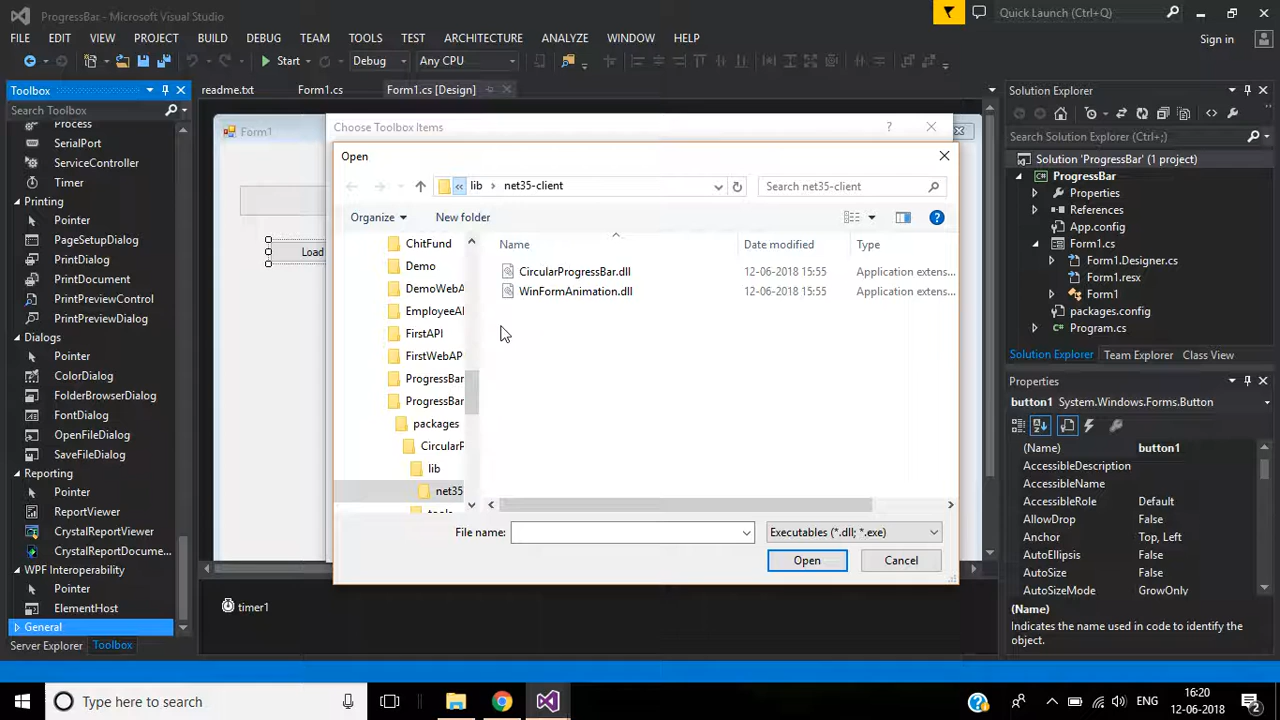 ProgressBar - Microsoft Visual Studio
Quick Launch (Ctrl+Q)
FILE EDIT VIEW PROJECT BUILD DEBUG TEAM TOOLS TEST ARCHITECTURE ANALYZE WINDOW HELP
Sign in
Start Debug Any CPU
Toolbox
Search Toolbox
Process
SerialPort
ServiceController
Timer
Printing
Pointer
PageSetupDialog
PrintDialog
PrintDocument
PrintPreviewControl
PrintPreviewDialog
Dialogs
Pointer
ColorDialog
FolderBrowserDialog
FontDialog
OpenFileDialog
SaveFileDialog
Reporting
Pointer
ReportViewer
CrystalReportViewer
CrystalReportDocume...
WPF Interoperability
Pointer
ElementHost
General
Server Explorer Toolbox
readme.txt Form1.cs Form1.cs [Design]
Form1
Load
timer1
Choose Toolbox Items
?
Open
« lib > net35-client
Search net35-client
Organize New folder
?
ChitFund
Demo
DemoWebA
EmployeeAI
FirstAPI
FirstWebAP
ProgressBar
ProgressBar
packages
CircularP
lib
net35
Name Date modified Type
CircularProgressBar.dll 12-06-2018 15:55 Application extens...
WinFormAnimation.dll 12-06-2018 15:55 Application extens...
File name: Executables (*.dll; *.exe)
Open Cancel
Solution Explorer
Search Solution Explorer (Ctrl+;)
Solution 'ProgressBar' (1 project)
ProgressBar
Properties
References
App.config
Form1.cs
Form1.Designer.cs
Form1.resx
Form1
packages.config
Program.cs
Solution Explorer Team Explorer Class View
Properties
button1 System.Windows.Forms.Button
(Name) button1
AccessibleDescription
AccessibleName
AccessibleRole Default
AllowDrop False
Anchor Top, Left
AutoEllipsis False
AutoSize False
AutoSizeMode GrowOnly
(Name)
Indicates the name used in code to identify the
object.
Type here to search
ENG
16:20
12-06-2018
2